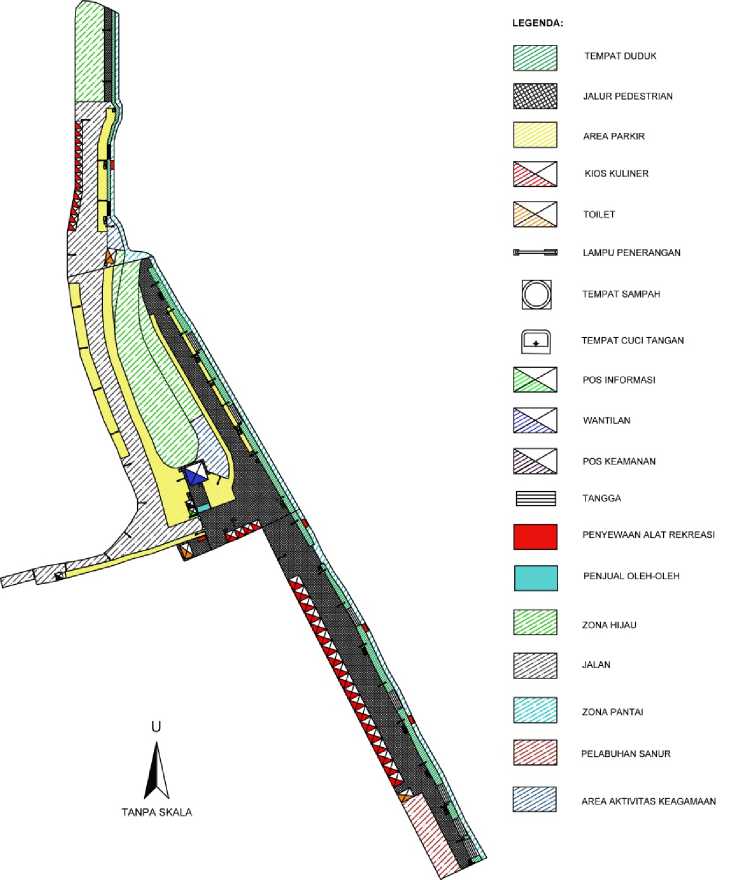 LEGENDA:
TEMPAT DUDUK
JALUR PEDESTRIAN
AREA PARKIR
KIOS KULINER
TOILET
LAMPU PENERANGAN
TEMPAT SAMPAH
TEMPAT CUCI TANGAN
POS INFORMASI
WANTILAN
POS KEAMANAN
TANGGA
PENYEWAAN ALAT REKREASI
PENJUAL OLEH-OLEH
ZONA HIJAU
JALAN
ZONA PANTAI
PELABUHAN SANUR
AREA AKTIVITAS KEAGAMAAN
U
TANPA SKALA